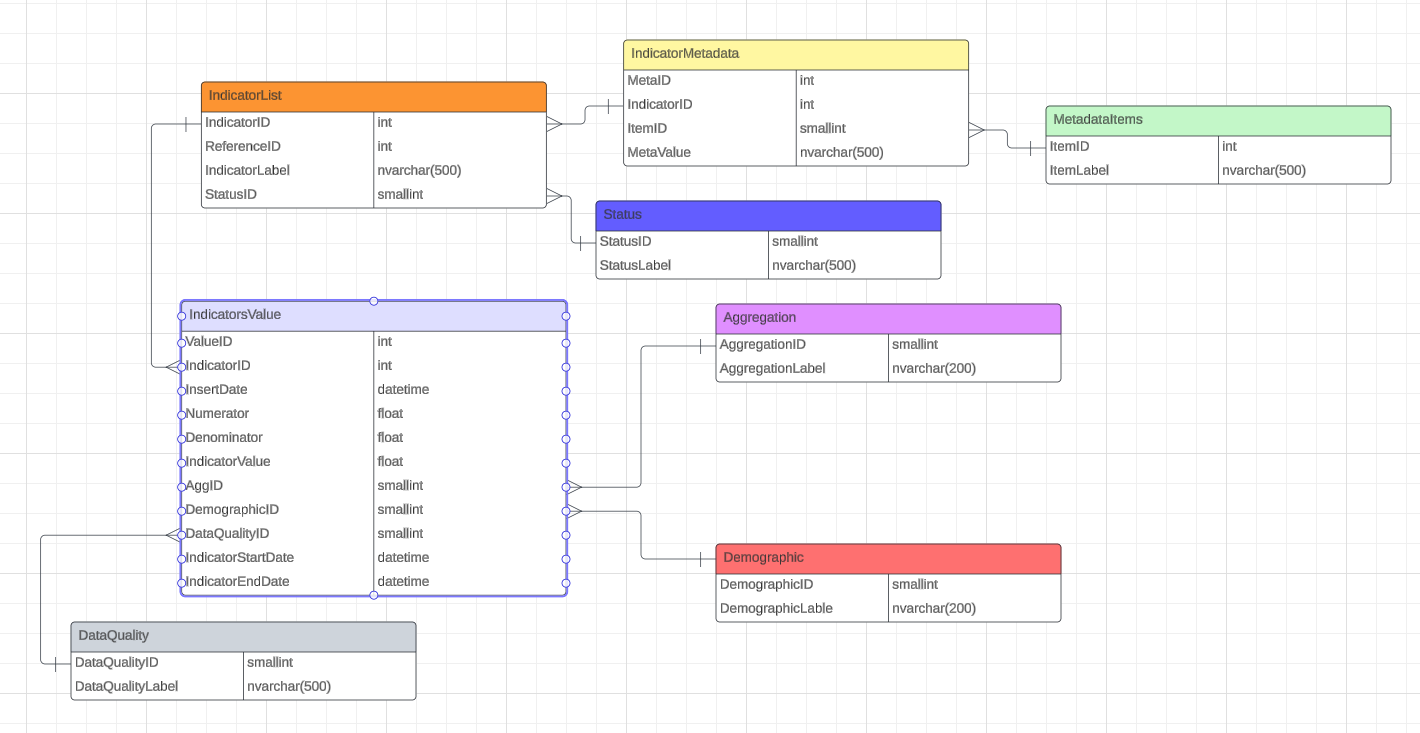 IndicatorMetadata
MetaID int
IndicatorID int
ItemID smallint
MetaValue nvarchar(500)
IndicatorList
IndicatorID int
ReferenceID int
IndicatorLabel nvarchar(500)
StatusID smallint
MetadataItems
ItemID int
ItemLabel nvarchar(500)
Status
StatusID smallint
StatusLabel nvarchar(500)
IndicatorsValue
ValueID int
IndicatorID int
InsertDate datetime
Numerator float
Denominator float
IndicatorValue float
AggID smallint
DemographicID smallint
DataQualityID smallint
IndicatorStartDate datetime
IndicatorEndDate datetime
Aggregation
AggregationID smallint
AggregationLabel nvarchar(200)
Demographic
DemographicID smallint
DemographicLable nvarchar(200)
DataQuality
DataQualityID smallint
DataQualityLabel nvarchar(500)